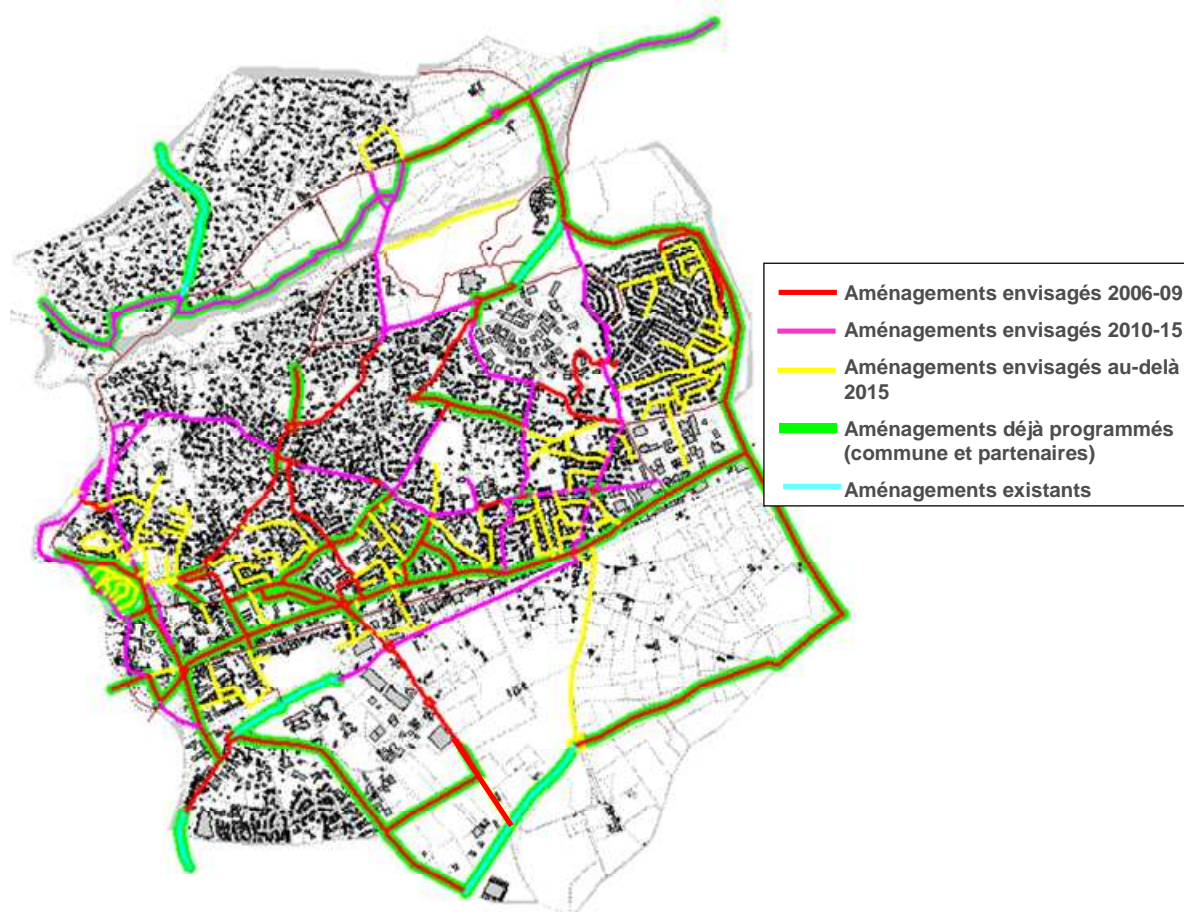 Aménagements envisagés 2006-09
Aménagements envisagés 2010-15
Aménagements envisagés au-delà
2015
Aménagements déjà programmés
(commune et partenaires)
Aménagements existants